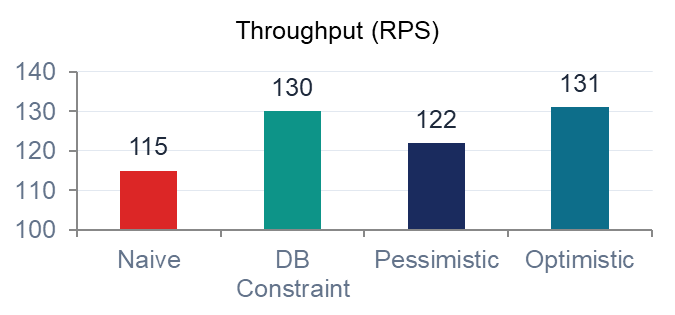 Throughput (RPS)
140
130
120
110
100
115
130
122
131
Naive
DB
Constraint
Pessimistic
Optimistic